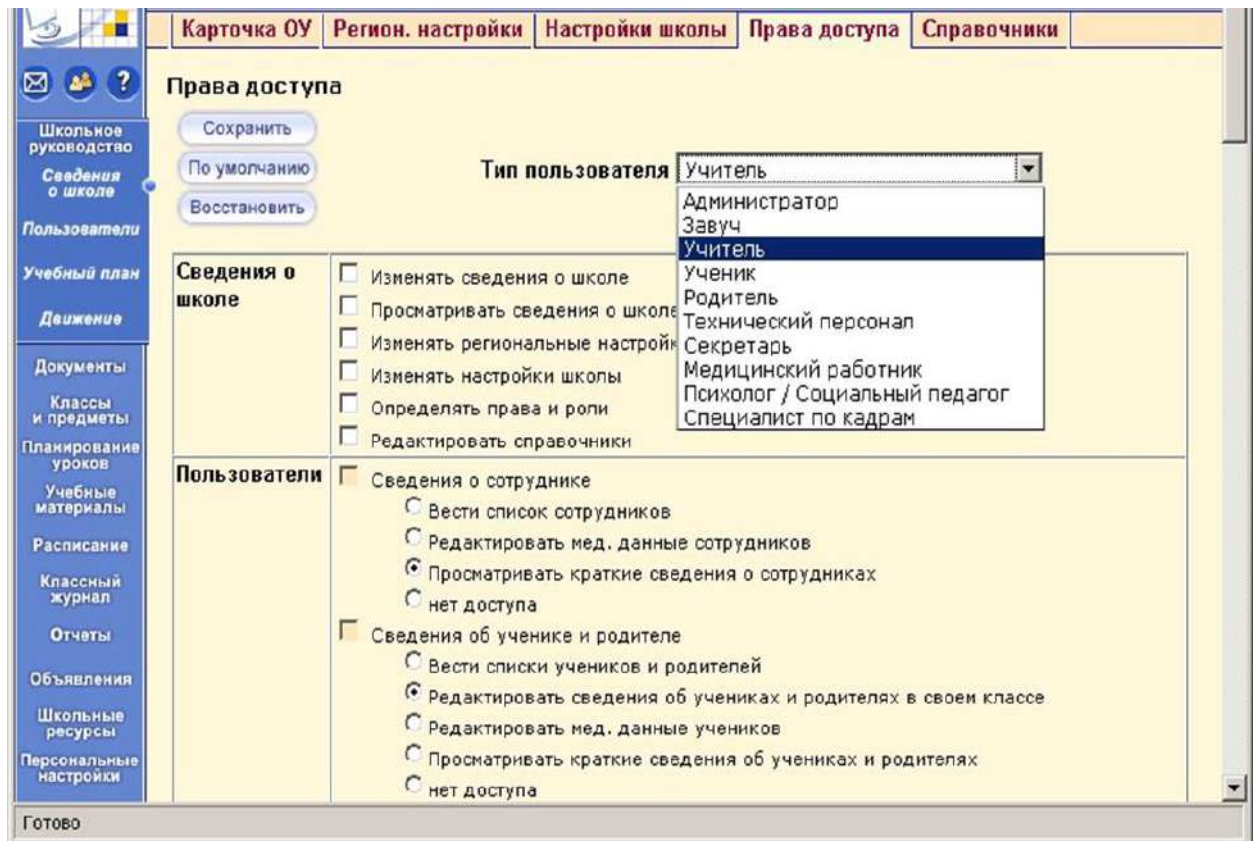 Карточка ОУ Регион. настройки Настройки школы Права доступа Справочники
?
Права доступа
Сохранить
По умолчанию
Восстановить
Тип пользователя Учитель
Администратор
Завуч
Учитель
Ученик
Родитель
Технический персонал
Секретарь
Медицинский работник
Психолог / Социальный педагог
Специалист по кадрам
Школьное
руководство
Сведения
о школе
Пользователи
Учебный план
Движение
Документы
Классы
и предметы
Планирование
уроков
Учебные
материалы
Расписание
Классный
журнал
Отчеты
Объявления
Школьные
ресурсы
Персональные
настройки
Сведения о
школе
Изменять сведения о школе
Просматривать сведения о школе
Изменять региональные настройк
Изменять настройки школы
Определять права и роли
Редактировать справочники
Пользователи
Сведения о сотруднике
Вести список сотрудников
Редактировать мед. данные сотрудников
Просматривать краткие сведения о сотрудниках
нет доступа
Сведения об ученике и родителе
Вести списки учеников и родителей
Редактировать сведения об учениках и родителях в своем классе
Редактировать мед. данные учеников
Просматривать краткие сведения об учениках и родителях
нет доступа
Готово